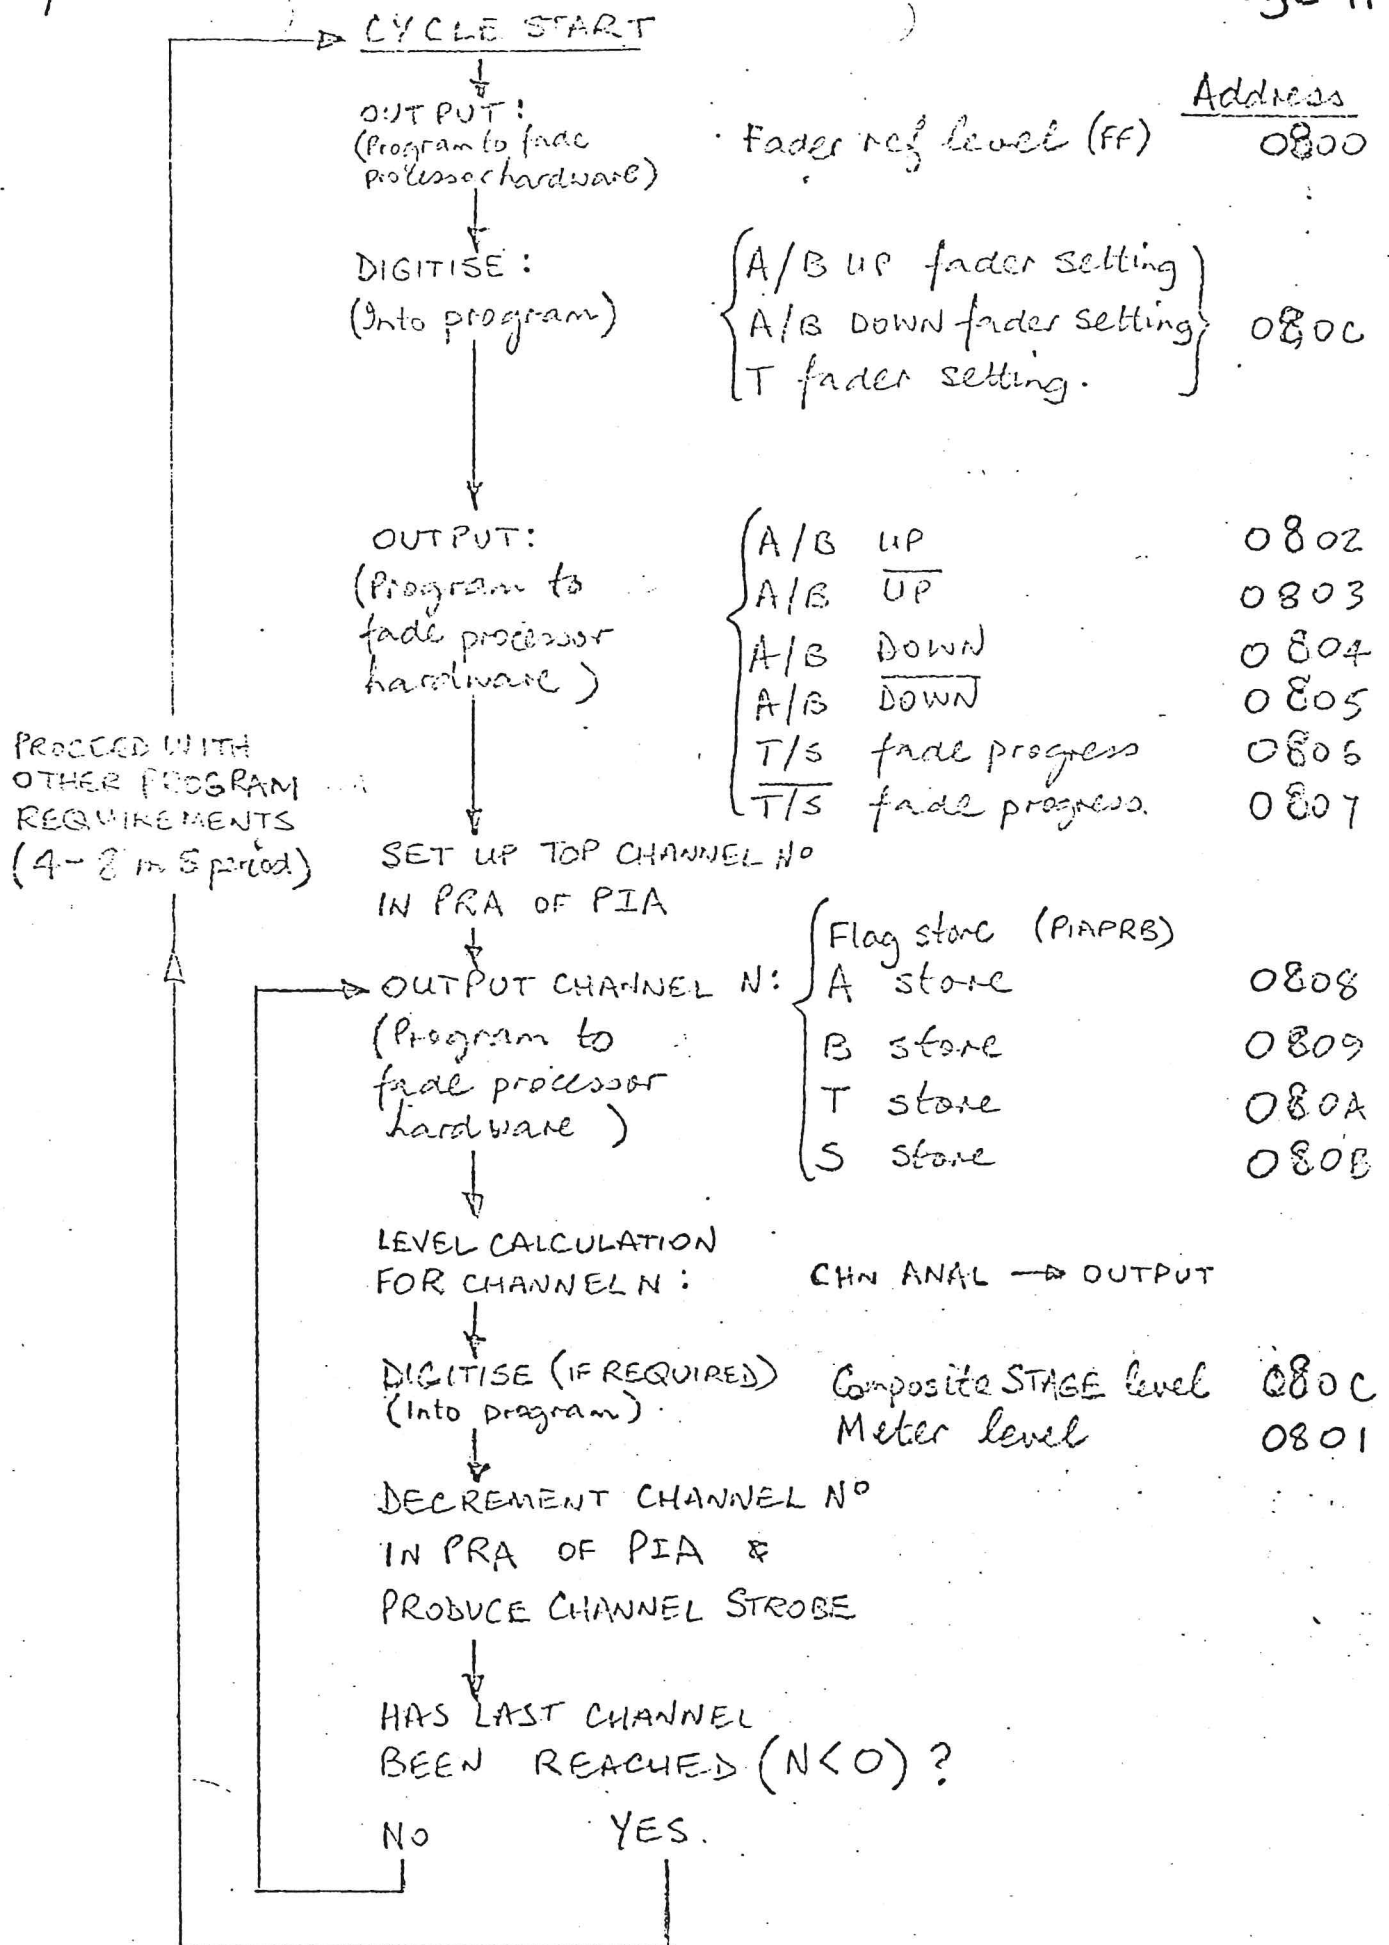 CYCLE START
Address
OUTPUT:
(Program to fade
processor hardware)
Fader ref level (FF) 0800
DIGITISE:
(Into program)
A/B UP fader setting
A/B DOWN fader setting 080C
T fader setting.
OUTPUT:
(Program to
fade processor
hardware)
A/B UP 0802
A/B UP 0803
A/B DOWN 0804
A/B DOWN 0805
T/S fade progress 0806
T/S fade progress. 0807
PROCEED WITH
OTHER PROGRAM
REQUIREMENTS
(4-8 mS period)
SET UP TOP CHANNEL No
IN PRA OF PIA
OUTPUT CHANNEL N:
(Program to
fade processor
hardware)
Flag store (PIAPRB)
A store 0808
B store 0809
T store 080A
S store 080B
LEVEL CALCULATION
FOR CHANNEL N:
CHN ANAL → OUTPUT
DIGITISE (IF REQUIRED)
(Into program).
Composite STAGE level 080C
Meter level 0801
DECREMENT CHANNEL No
IN PRA OF PIA &
PRODUCE CHANNEL STROBE
HAS LAST CHANNEL
BEEN REACHED (N<0)?
NO YES.